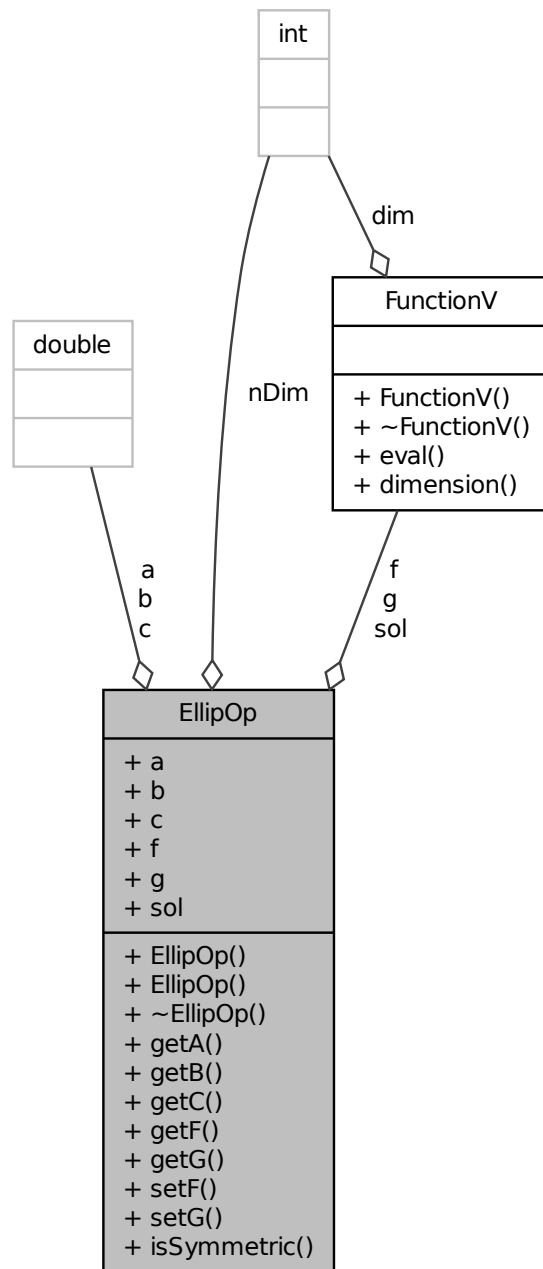 int
dim
FunctionV
+ FunctionV()
+ ~FunctionV()
+ eval()
+ dimension()
double
nDim
a
b
c
f
g
sol
EllipOp
+ a
+ b
+ c
+ f
+ g
+ sol
+ EllipOp()
+ EllipOp()
+ ~EllipOp()
+ getA()
+ getB()
+ getC()
+ getF()
+ getG()
+ setF()
+ setG()
+ isSymmetric()